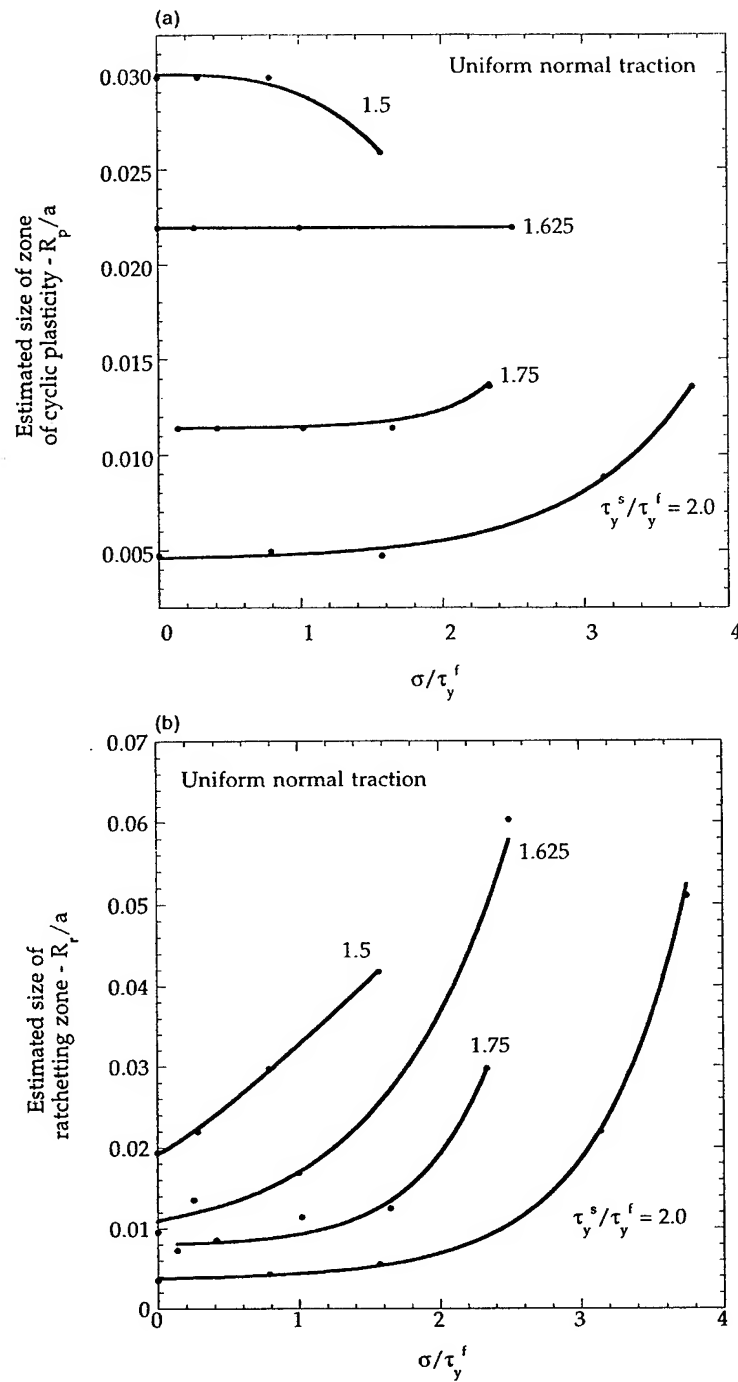 (a)
Uniform normal traction
0.030
1.5
0.025
1.625
0.020
0.015
1.75
0.010
τ_y^s/τ_y^f = 2.0
0.005
Estimated size of zone
of cyclic plasticity - R_p/a
0 1 2 3 4
σ/τ_y^f
(b)
0.07
Uniform normal traction
0.06
1.625
0.05
1.5
0.04
1.75
0.03
0.02
τ_y^s/τ_y^f = 2.0
0.01
0
Estimated size of
ratchetting zone - R_r/a
0 1 2 3 4
σ/τ_y^f